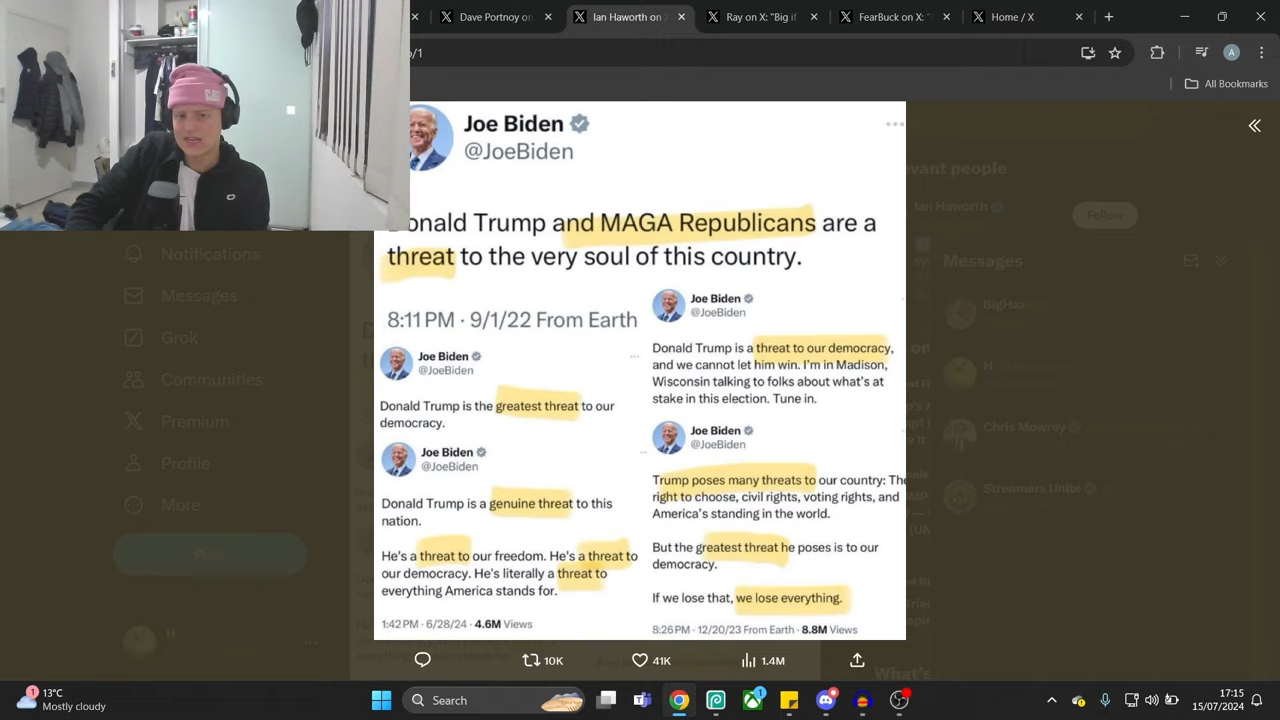 Dave Portnoy on
Ian Haworth on X
Ray on X: "Big if
FearBuck on X: "
Home / X
o/1
A
All Bookmarks
Joe Biden
@JoeBiden
onald Trump and MAGA Republicans are a
threat to the very soul of this country.
8:11 PM · 9/1/22 From Earth
Joe Biden
@JoeBiden
Donald Trump is the greatest threat to our
democracy.
Joe Biden
@JoeBiden
Donald Trump is a genuine threat to this
nation.
He's a threat to our freedom. He's a threat to
our democracy. He's literally a threat to
everything America stands for.
1:42 PM · 6/28/24 · 4.6M Views
Joe Biden
@JoeBiden
Donald Trump is a threat to our democracy,
and we cannot let him win. I'm in Madison,
Wisconsin talking to folks about what's at
stake in this election. Tune in.
Joe Biden
@JoeBiden
Trump poses many threats to our country: The
right to choose, civil rights, voting rights, and
America's standing in the world.
But the greatest threat he poses is to our
democracy.
If we lose that, we lose everything.
8:26 PM · 12/20/23 From Earth · 8.8M Views
10K
41K
1.4M
Notifications
Messages
Grok
Communities
Premium
Profile
More
Post
H
evant people
Ian Haworth
Follow
Messages
BigHaz
H
Chris Mowrey
Streamers Unite
What's
1
13°C
Mostly cloudy
Search
1
17:15
15/07/2024